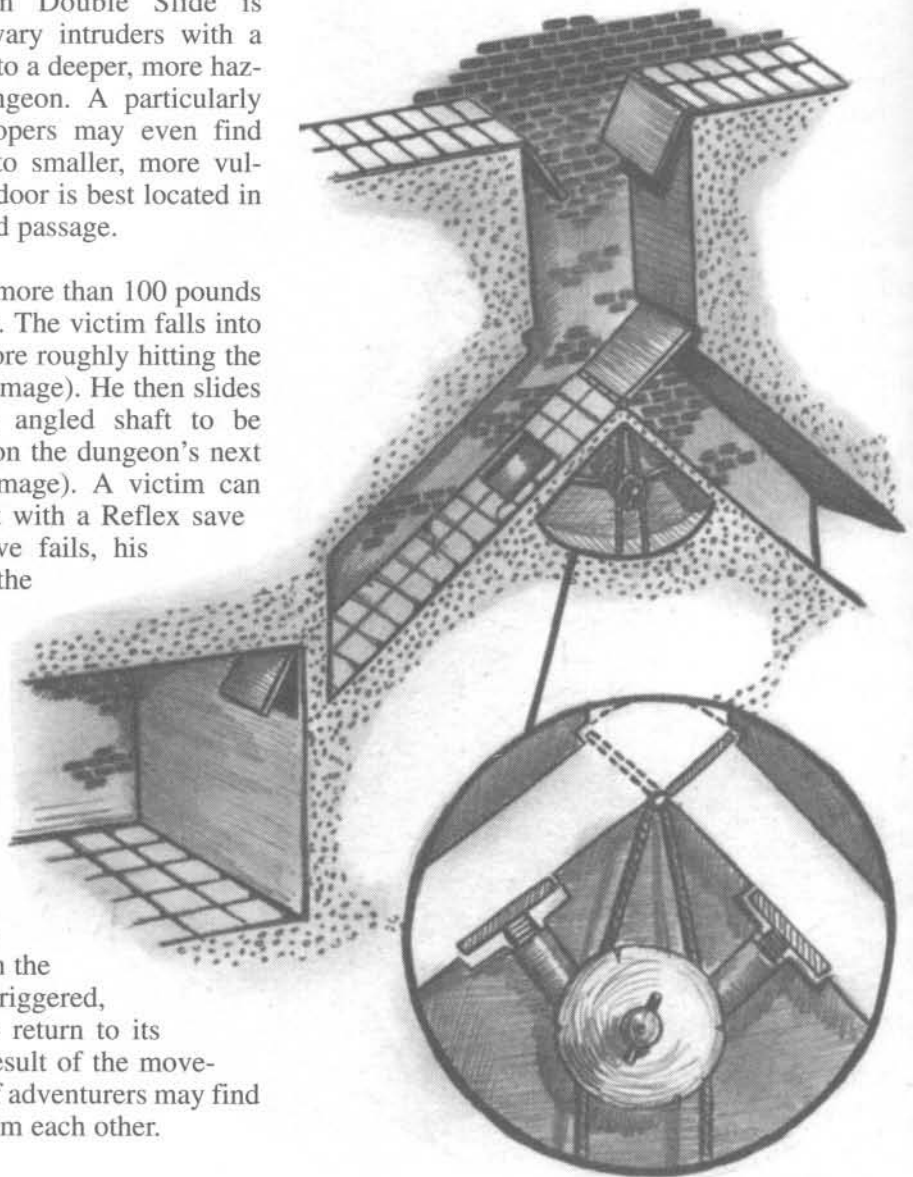 Double Slide is
wary intruders with a
to a deeper, more haz-
ngeon. A particularly
opers may even find
to smaller, more vul-
door is best located in
d passage.
more than 100 pounds
. The victim falls into
ore roughly hitting the
mage). He then slides
angled shaft to be
on the dungeon's next
mage). A victim can
with a Reflex save
ve fails, his
the
n the
riggered,
return to its
esult of the move-
f adventurers may find
m each other.